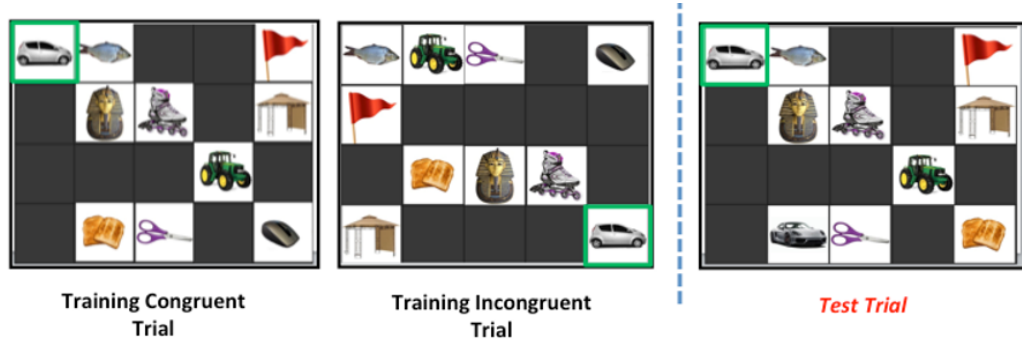 Training Congruent
Trial
Training Incongruent
Trial
Test Trial